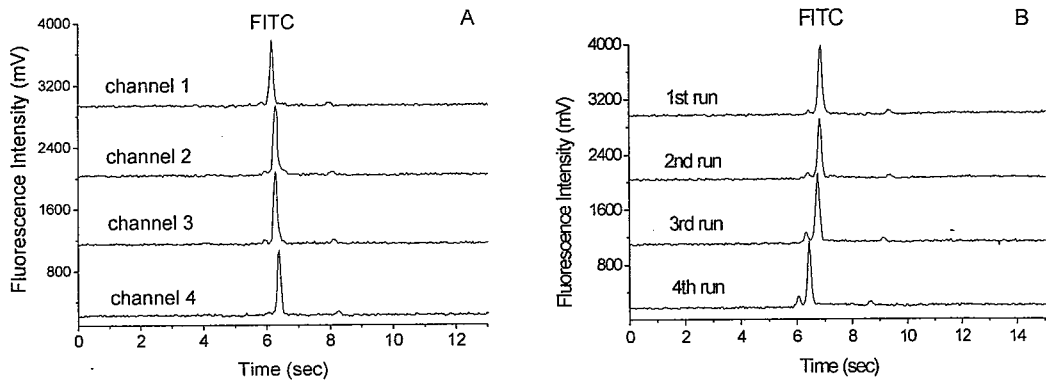 FITC
A
4000
channel 1
3200
channel 2
2400
channel 3
1600
800
channel 4
0 2 4 6 8 10 12
Time (sec)
Fluorescence Intensity (mV)
FITC
B
4000
1st run
3200
2nd run
2400
1600
3rd run
800
4th run
0 2 4 6 8 10 12 14
Time (sec)
Fluorescence Intensity (mV)